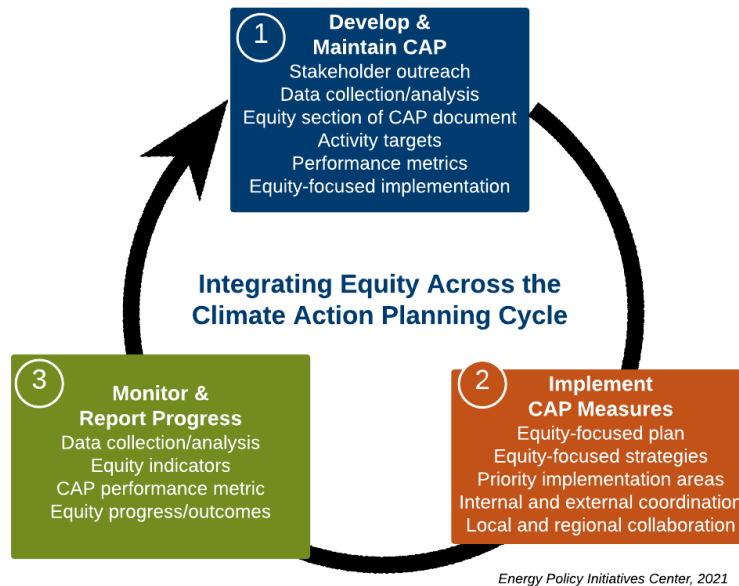 1
Develop &
Maintain CAP
Stakeholder outreach
Data collection/analysis
Equity section of CAP document
Activity targets
Performance metrics
Equity-focused implementation
Integrating Equity Across the
Climate Action Planning Cycle
2
Implement
CAP Measures
Equity-focused plan
Equity-focused strategies
Priority implementation areas
Internal and external coordination
Local and regional collaboration
3
Monitor &
Report Progress
Data collection/analysis
Equity indicators
CAP performance metric
Equity progress/outcomes
Energy Policy Initiatives Center, 2021